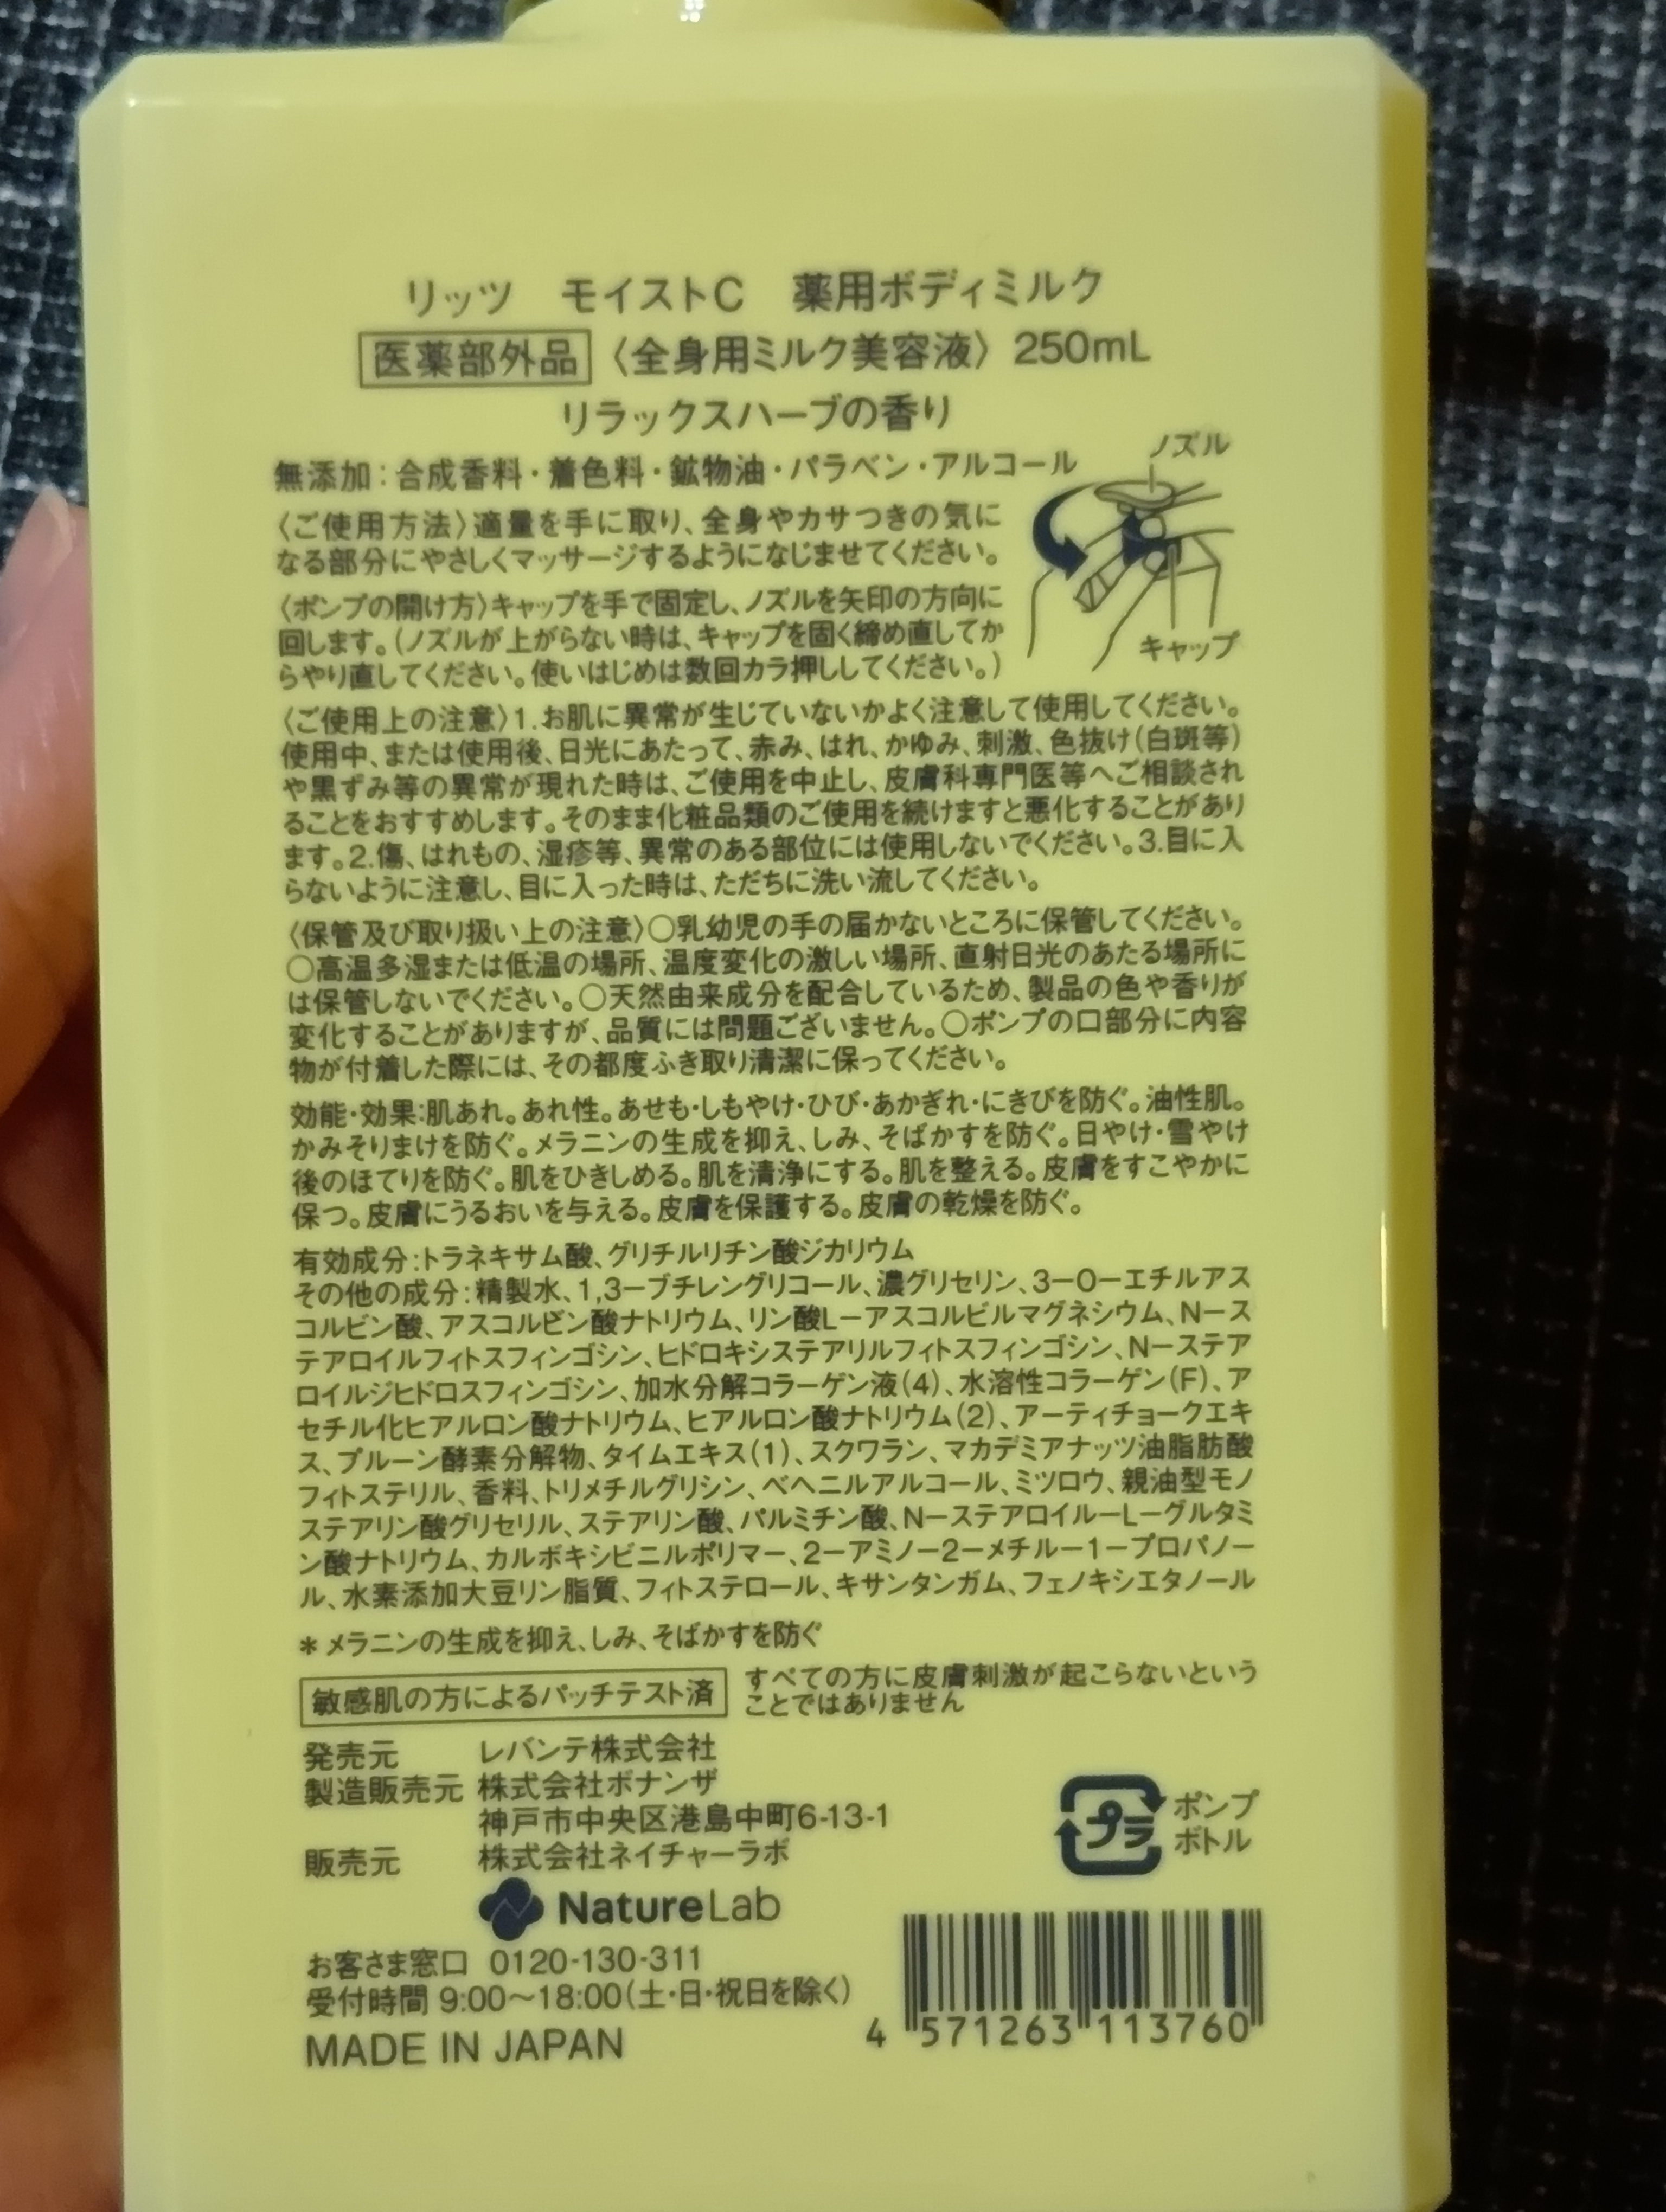 リッツ　モイストC　薬用ボディミルク
医薬部外品〈全身用ミルク美容液〉250mL
リラックスハーブの香り
ノズル
無添加：合成香料・着色料・鉱物油・パラベン・アルコール
〈ご使用方法〉適量を手に取り、全身やカサつきの気に
なる部分にやさしくマッサージするようになじませてください。
〈ポンプの開け方〉キャップを手で固定し、ノズルを矢印の方向に
回します。(ノズルが上がらない時は、キャップを固く締め直してか
らやり直してください。使いはじめは数回カラ押ししてください。)
キャップ
〈ご使用上の注意〉1.お肌に異常が生じていないかよく注意して使用してください。
使用中、または使用後、日光にあたって、赤み、はれ、かゆみ、刺激、色抜け(白斑等)
や黒ずみ等の異常が現れた時は、ご使用を中止し、皮膚科専門医等へご相談され
ることをおすすめします。そのまま化粧品類のご使用を続けますと悪化することがあり
ます。2.傷、はれもの、湿疹等、異常のある部位には使用しないでください。3.目に入
らないように注意し、目に入った時は、ただちに洗い流してください。
〈保管及び取り扱い上の注意〉○乳幼児の手の届かないところに保管してください。
○高温多湿または低温の場所、温度変化の激しい場所、直射日光のあたる場所に
は保管しないでください。○天然由来成分を配合しているため、製品の色や香りが
変化することがありますが、品質には問題ございません。○ポンプの口部分に内容
物が付着した際には、その都度ふき取り清潔に保ってください。
効能・効果：肌あれ。あれ性。あせも・しもやけ・ひび・あかぎれ・にきびを防ぐ。油性肌。
かみそりまけを防ぐ。メラニンの生成を抑え、しみ、そばかすを防ぐ。日やけ・雪やけ
後のほてりを防ぐ。肌をひきしめる。肌を清浄にする。肌を整える。皮膚をすこやかに
保つ。皮膚にうるおいを与える。皮膚を保護する。皮膚の乾燥を防ぐ。
有効成分：トラネキサム酸、グリチルリチン酸ジカリウム
その他の成分：精製水、1,3－ブチレングリコール、濃グリセリン、3－O－エチルアス
コルビン酸、アスコルビン酸ナトリウム、リン酸L－アスコルビルマグネシウム、N－ス
テアロイルフィトスフィンゴシン、ヒドロキシステアリルフィトスフィンゴシン、N－ステア
ロイルジヒドロスフィンゴシン、加水分解コラーゲン液(4)、水溶性コラーゲン(F)、ア
セチル化ヒアルロン酸ナトリウム、ヒアルロン酸ナトリウム(2)、アーティチョークエキ
ス、プルーン酵素分解物、タイムエキス(1)、スクワラン、マカデミアナッツ油脂肪酸
フィトステリル、香料、トリメチルグリシン、ベヘニルアルコール、ミツロウ、親油型モノ
ステアリン酸グリセリル、ステアリン酸、パルミチン酸、N－ステアロイル－L－グルタミ
ン酸ナトリウム、カルボキシビニルポリマー、2－アミノ－2－メチル－1－プロパノー
ル、水素添加大豆リン脂質、フィトステロール、キサンタンガム、フェノキシエタノール
＊メラニンの生成を抑え、しみ、そばかすを防ぐ
敏感肌の方によるパッチテスト済
すべての方に皮膚刺激が起こらないという
ことではありません
発売元　レバンテ株式会社
製造販売元　株式会社ボナンザ
神戸市中央区港島中町6-13-1
販売元　株式会社ネイチャーラボ
プラ
ポンプ
ボトル
NatureLab
お客さま窓口 0120-130-311
受付時間 9:00～18:00(土・日・祝日を除く)
MADE IN JAPAN
4 571263 113760